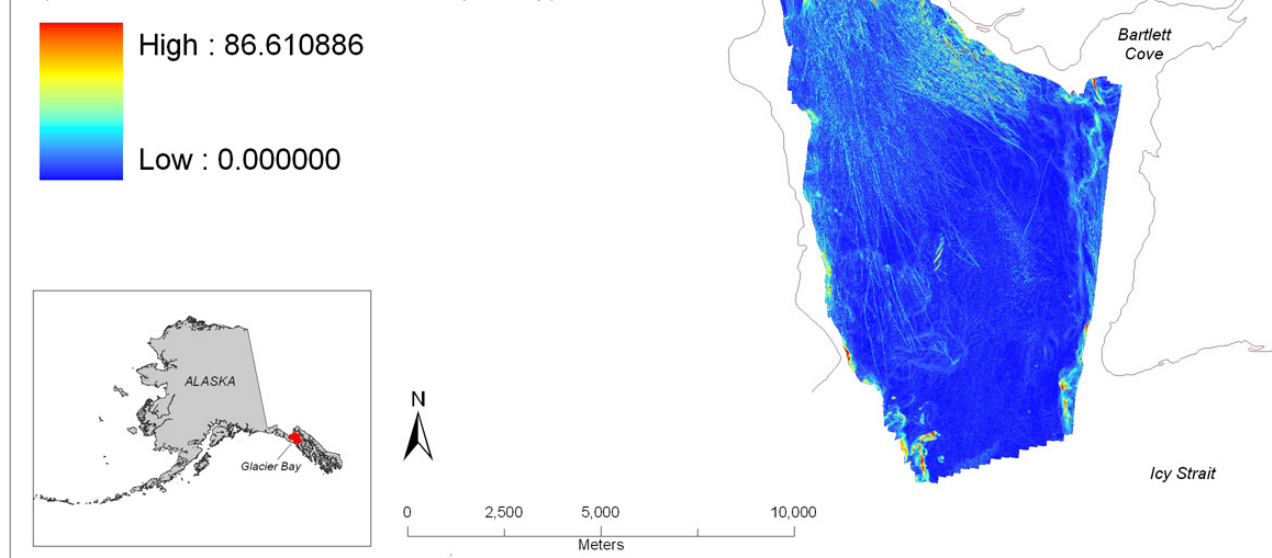 High : 86.610886
Low : 0.000000
Bartlett
Cove
ALASKA
Glacier Bay
N
0 2,500 5,000 10,000
Meters
Icy Strait